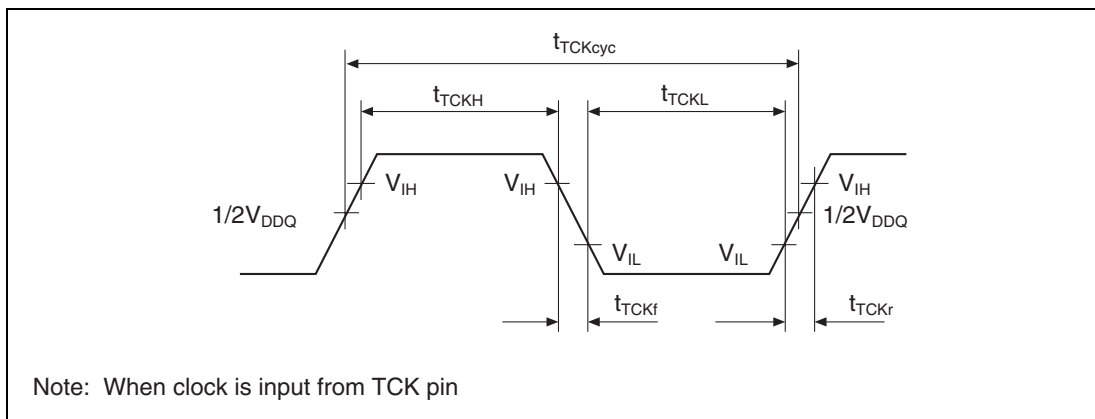 tTCKcyc
tTCKH tTCKL
VIH VIH VIH
1/2VDDQ 1/2VDDQ
VIL VIL
tTCKf tTCKr
Note: When clock is input from TCK pin